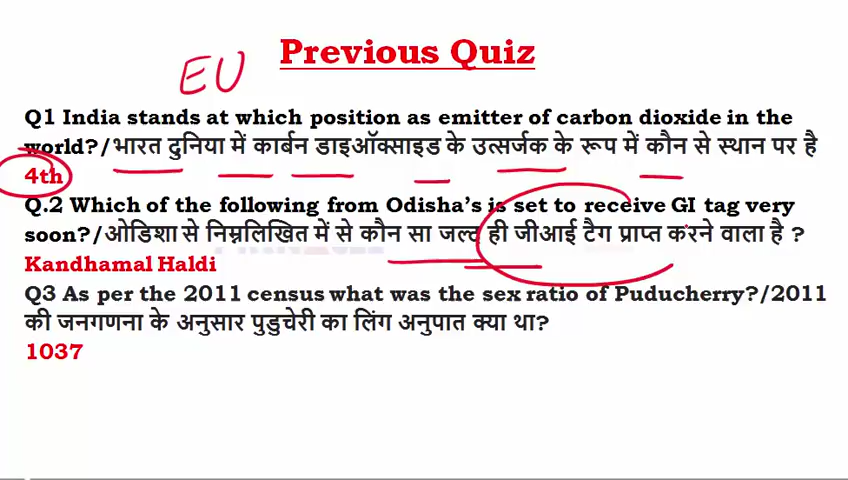 Previous Quiz
EU
Q1 India stands at which position as emitter of carbon dioxide in the
world?/भारत दुनिया में कार्बन डाइऑक्साइड के उत्सर्जक के रूप में कौन से स्थान पर है
4th
Q.2 Which of the following from Odisha's is set to receive GI tag very
soon?/ओडिशा से निम्नलिखित में से कौन सा जल्द ही जीआई टैग प्राप्त करने वाला है ?
Kandhamal Haldi
Q3 As per the 2011 census what was the sex ratio of Puducherry?/2011
की जनगणना के अनुसार पुडुचेरी का लिंग अनुपात क्या था?
1037